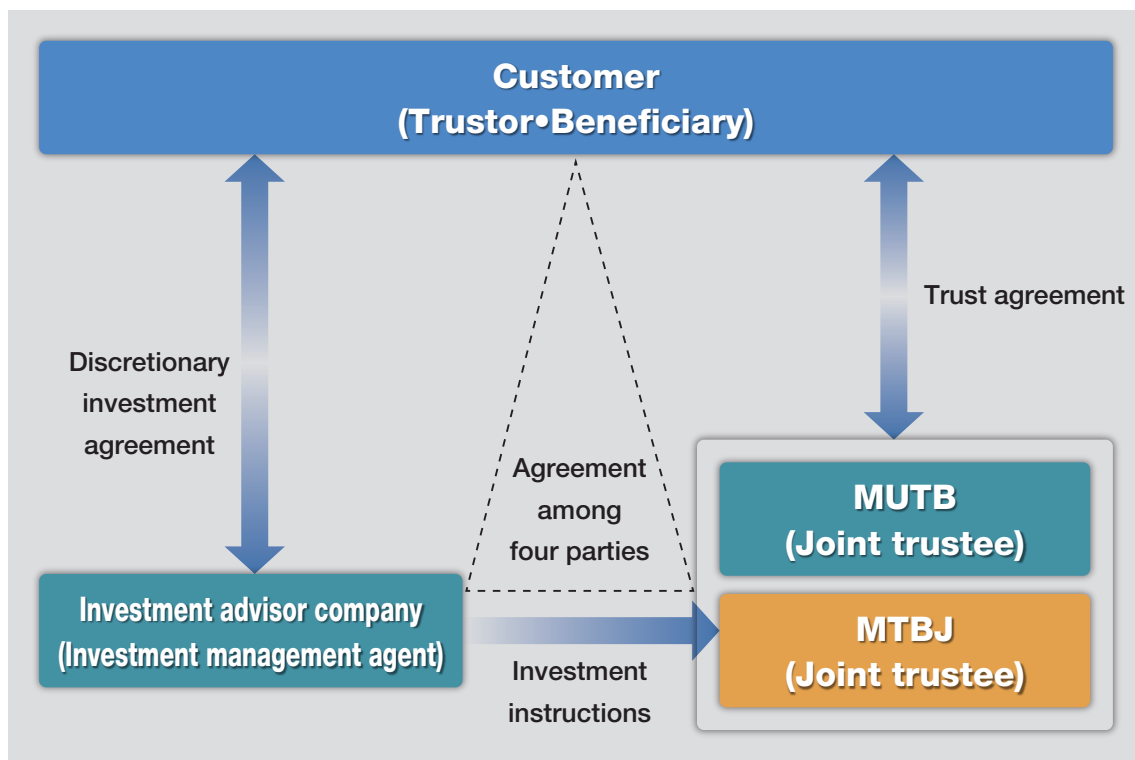 Customer
(Trustor•Beneficiary)
Discretionary
investment
agreement
Trust agreement
Agreement
among
four parties
MUTB
(Joint trustee)
Investment advisor company
(Investment management agent)
MTBJ
(Joint trustee)
Investment
instructions